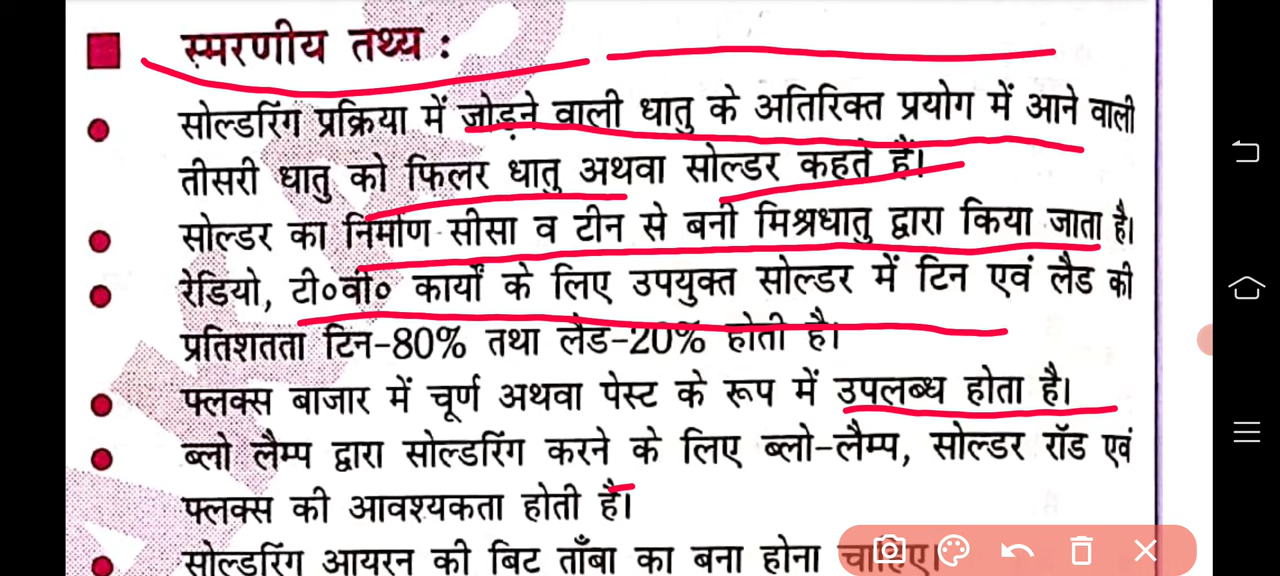 स्मरणीय तथ्य :
सोल्डरिंग प्रक्रिया में जोड़ने वाली धातु के अतिरिक्त प्रयोग में आने वाली
तीसरी धातु को फिलर धातु अथवा सोल्डर कहते हैं।
सोल्डर का निर्माण सीसा व टीन से बनी मिश्रधातु द्वारा किया जाता है।
रेडियो, टी०वी० कार्यों के लिए उपयुक्त सोल्डर में टिन एवं लैड की
प्रतिशतता टिन-80% तथा लैड-20% होती है।
फ्लक्स बाजार में चूर्ण अथवा पेस्ट के रूप में उपलब्ध होता है।
ब्लो लैम्प द्वारा सोल्डरिंग करने के लिए ब्लो-लैम्प, सोल्डर रॉड एवं
फ्लक्स की आवश्यकता होती है।
सोल्डरिंग आयरन की बिट ताँबा का बना होना चाहिए।